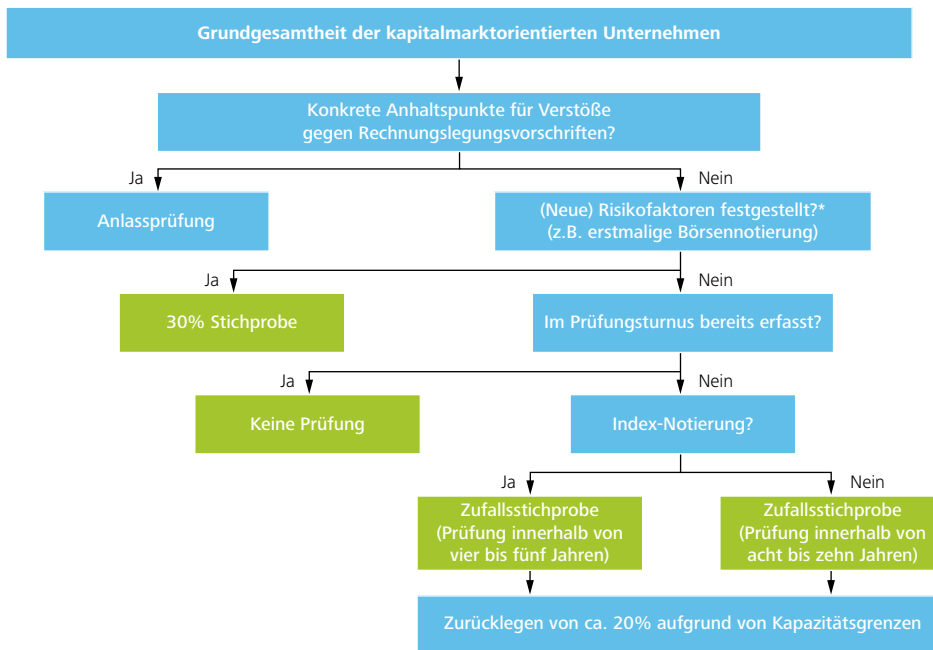 Grundgesamtheit der kapitalmarktorientierten Unternehmen
Konkrete Anhaltspunkte für Verstöße
gegen Rechnungslegungsvorschriften?
Ja
Nein
Anlassprüfung
(Neue) Risikofaktoren festgestellt?*
(z.B. erstmalige Börsennotierung)
Ja
Nein
30% Stichprobe
Im Prüfungsturnus bereits erfasst?
Ja
Nein
Keine Prüfung
Index-Notierung?
Ja
Nein
Zufallsstichprobe
(Prüfung innerhalb von
vier bis fünf Jahren)
Zufallsstichprobe
(Prüfung innerhalb von
acht bis zehn Jahren)
Zurücklegen von ca. 20% aufgrund von Kapazitätsgrenzen